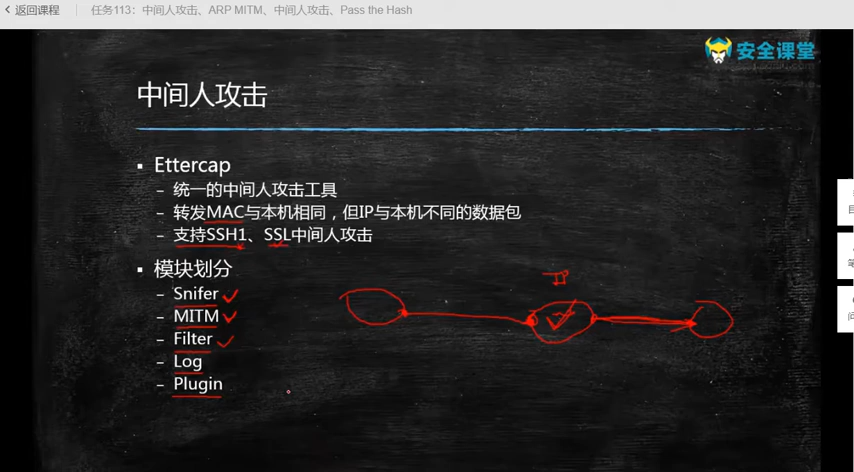 返回课程
任务113：中间人攻击、ARP MITM、中间人攻击、Pass the Hash
安全课堂
中间人攻击
▪ Ettercap
– 统一的中间人攻击工具
– 转发MAC与本机相同，但IP与本机不同的数据包
– 支持SSH1、SSL中间人攻击
▪ 模块划分
– Snifer
– MITM
– Filter
– Log
– Plugin
IP